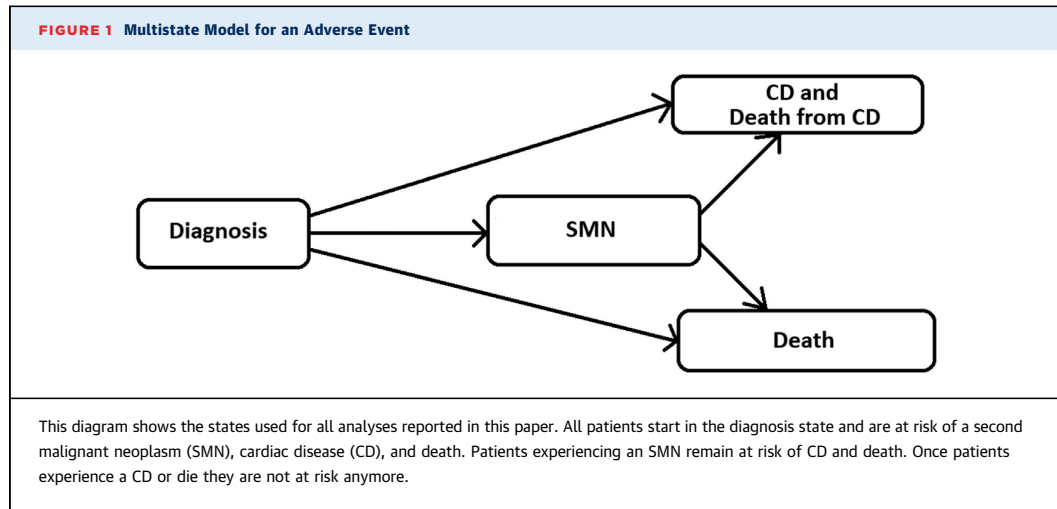 FIGURE 1 Multistate Model for an Adverse Event
CD and
Death from CD
Diagnosis
SMN
Death
This diagram shows the states used for all analyses reported in this paper. All patients start in the diagnosis state and are at risk of a second
malignant neoplasm (SMN), cardiac disease (CD), and death. Patients experiencing an SMN remain at risk of CD and death. Once patients
experience a CD or die they are not at risk anymore.